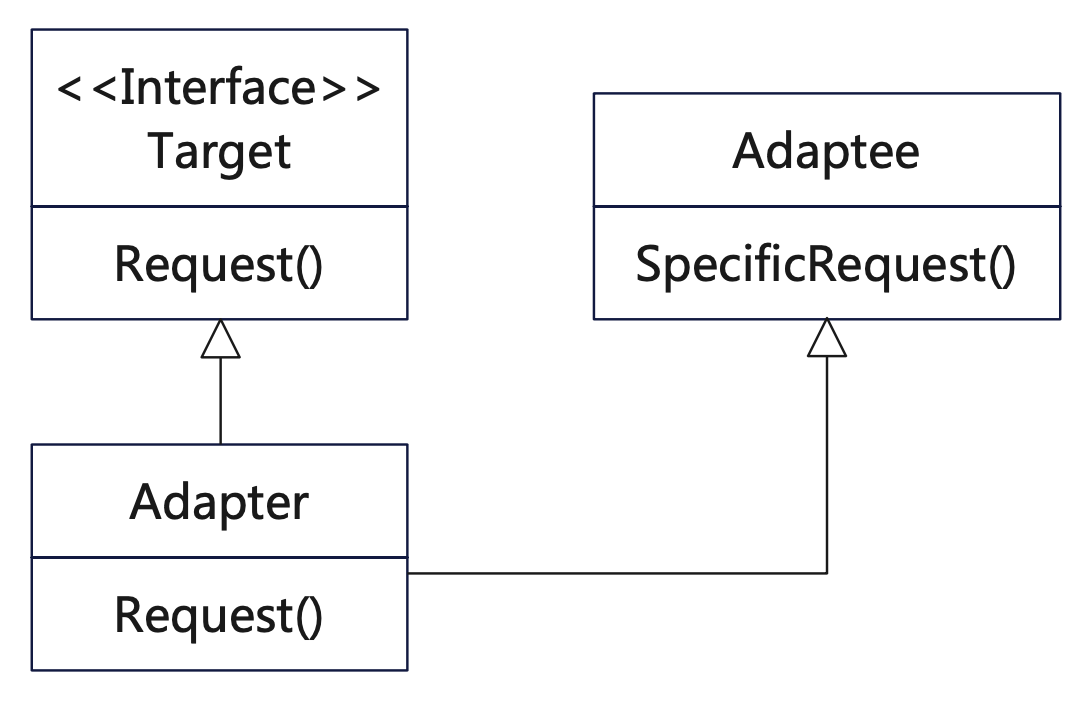 <<Interface>>
Target
Request()
Adaptee
SpecificRequest()
Adapter
Request()